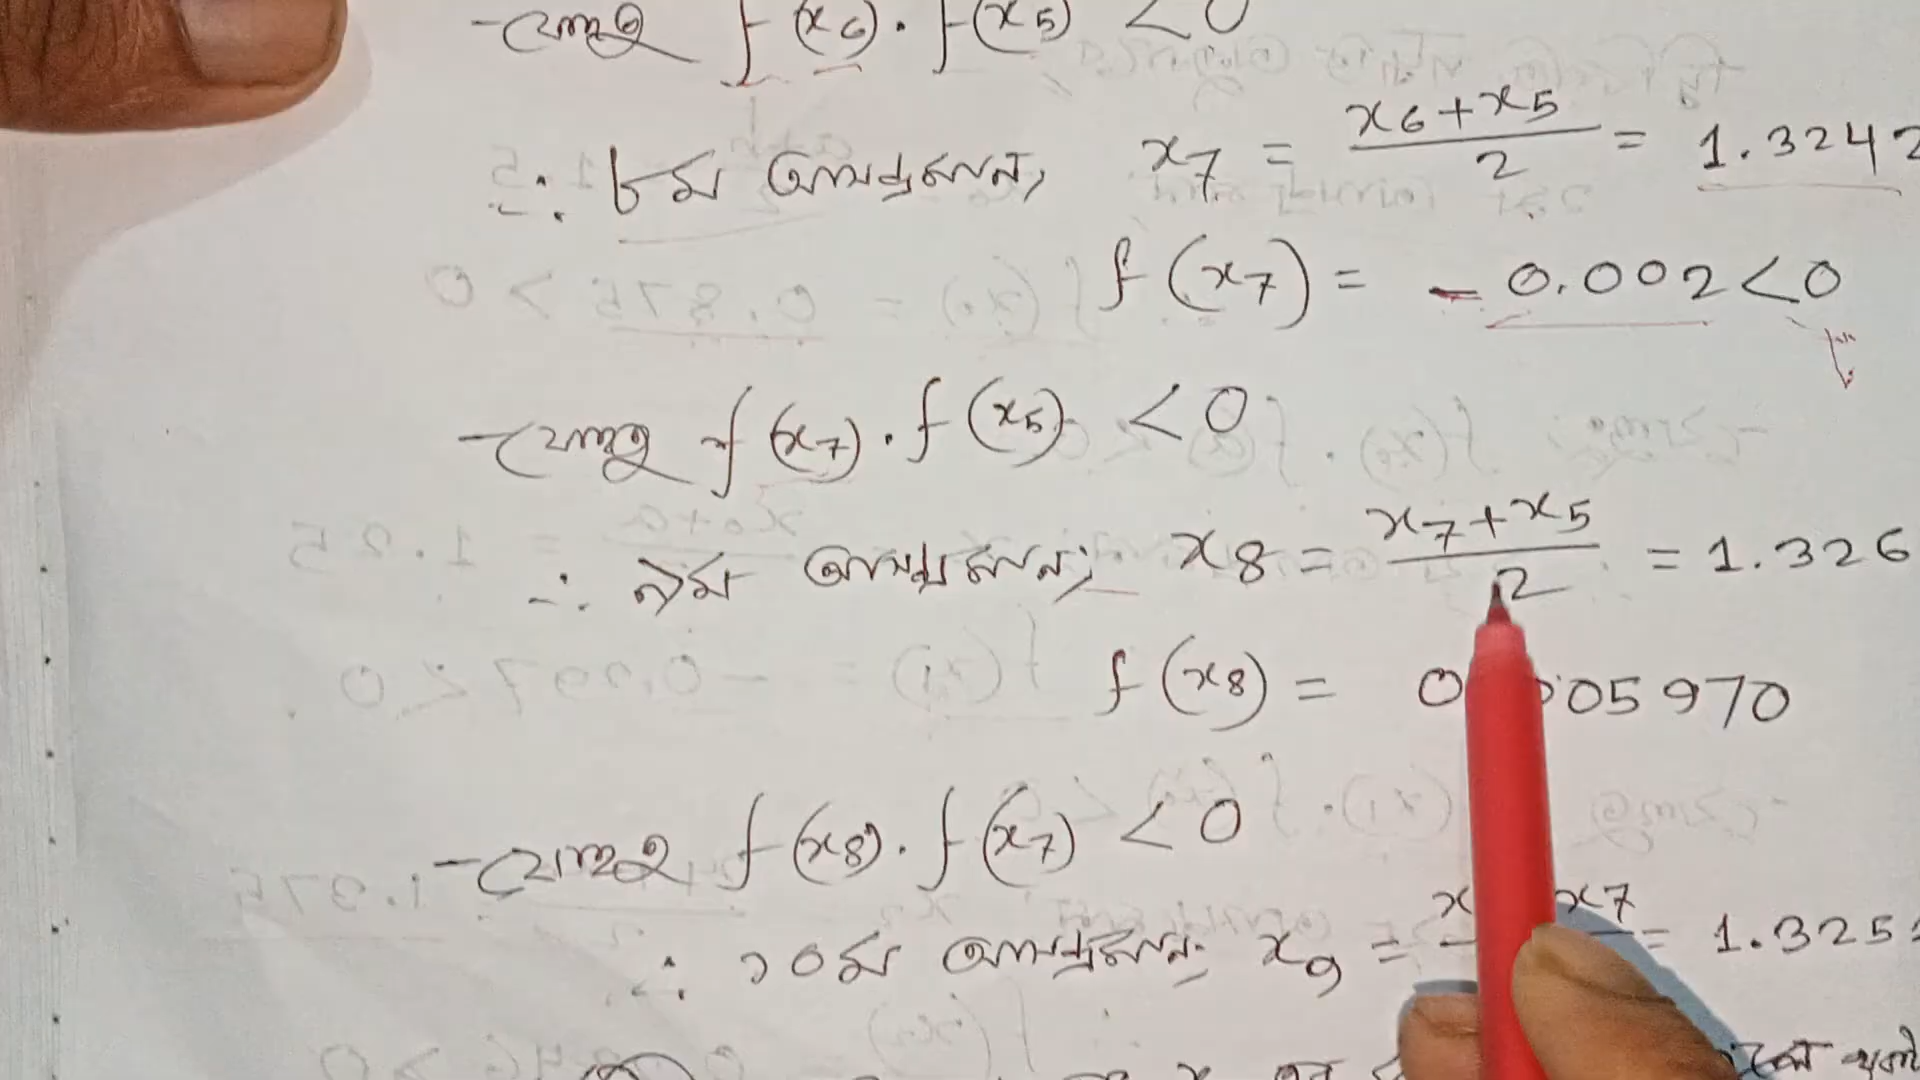 যেহেতু f(x6).f(x5) <0
∴ ৮ম আসন্নমান, x7 = (x6+x5)/2 = 1.3242
f(x7) = - 0.002<0
যেহেতু f(x7).f(x5) <0
∴ ৯ম আসন্নমান, x8 = (x7+x5)/2 = 1.326
f(x8) = 005970
যেহেতু f(x8).f(x7) <0
∴ ১০ম আসন্নমান, x9 = x x7 = 1.325